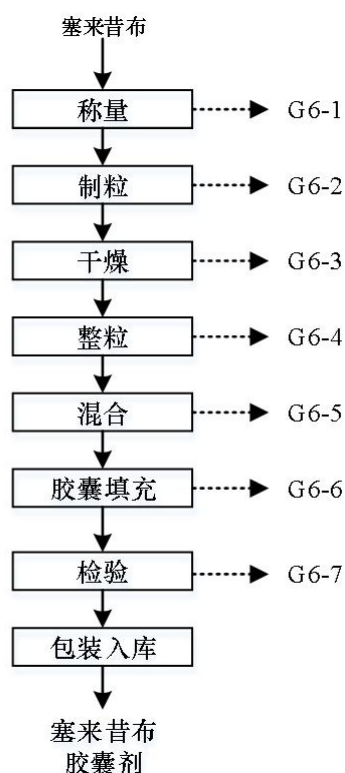 塞来昔布
称量 G6-1
制粒 G6-2
干燥 G6-3
整粒 G6-4
混合 G6-5
胶囊填充 G6-6
检验 G6-7
包装入库
塞来昔布
胶囊剂